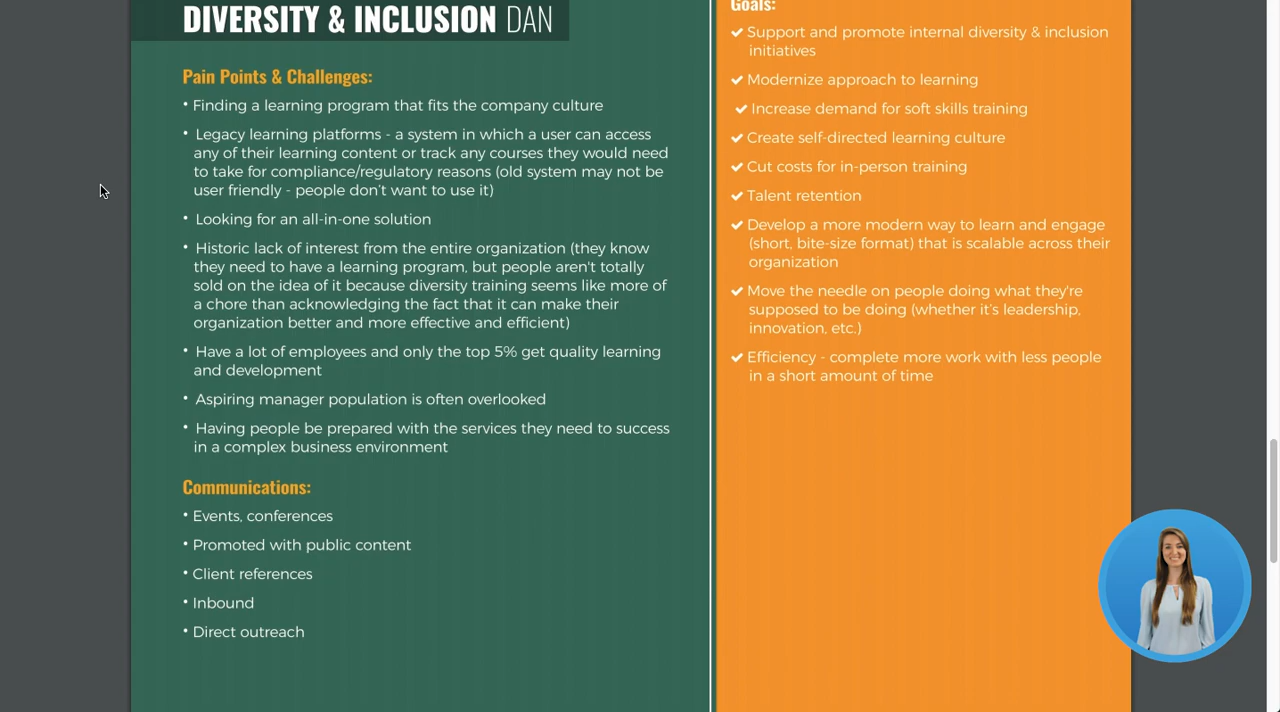 DIVERSITY & INCLUSION DAN
Pain Points & Challenges:
• Finding a learning program that fits the company culture
• Legacy learning platforms - a system in which a user can access
any of their learning content or track any courses they would need
to take for compliance/regulatory reasons (old system may not be
user friendly - people don't want to use it)
• Looking for an all-in-one solution
• Historic lack of interest from the entire organization (they know
they need to have a learning program, but people aren't totally
sold on the idea of it because diversity training seems like more of
a chore than acknowledging the fact that it can make their
organization better and more effective and efficient)
• Have a lot of employees and only the top 5% get quality learning
and development
• Aspiring manager population is often overlooked
• Having people be prepared with the services they need to success
in a complex business environment
Communications:
• Events, conferences
• Promoted with public content
• Client references
• Inbound
• Direct outreach
Goals:
✔ Support and promote internal diversity & inclusion
initiatives
✔ Modernize approach to learning
✔ Increase demand for soft skills training
✔ Create self-directed learning culture
✔ Cut costs for in-person training
✔ Talent retention
✔ Develop a more modern way to learn and engage
(short, bite-size format) that is scalable across their
organization
✔ Move the needle on people doing what they're
supposed to be doing (whether it's leadership,
innovation, etc.)
✔ Efficiency - complete more work with less people
in a short amount of time